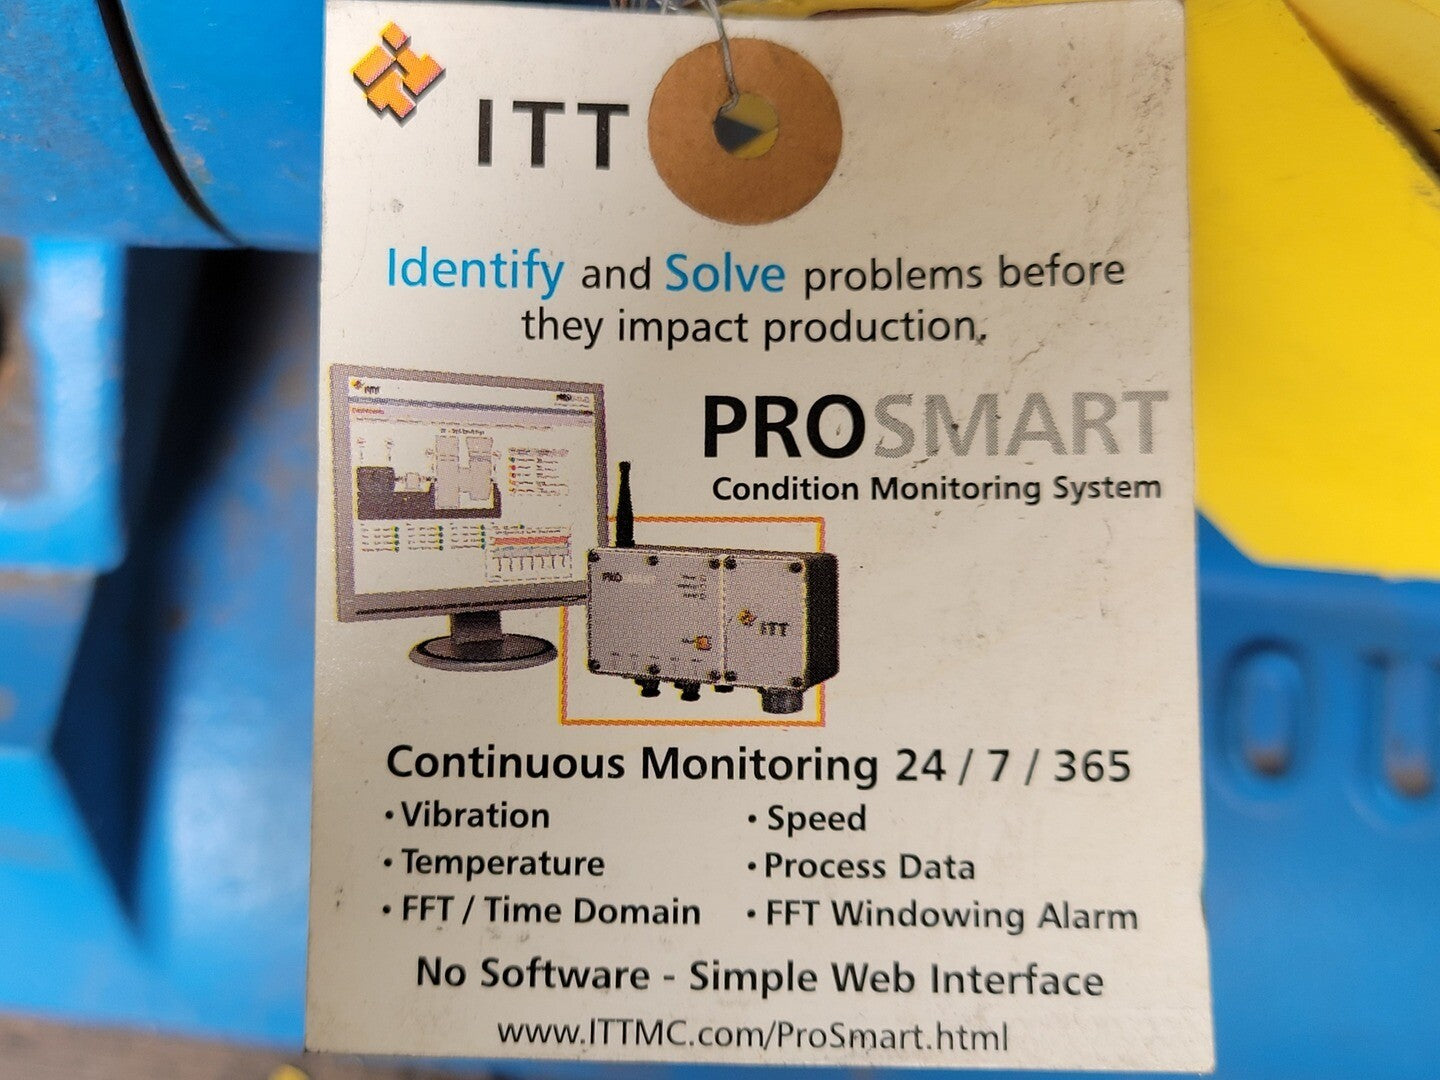 ITT
Identify and Solve problems before
they impact production.
PROSMART
Condition Monitoring System
PRO
ITT
Continuous Monitoring 24 / 7 / 365
• Vibration
• Speed
• Temperature
• Process Data
• FFT / Time Domain
• FFT Windowing Alarm
No Software - Simple Web Interface
www.ITTMC.com/ProSmart.html